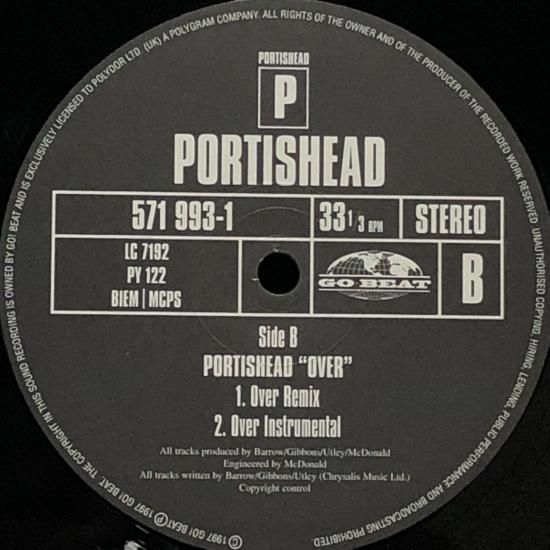 PORTISHEAD
P
PORTISHEAD
571 993-1
33 1/3 RPM
STEREO
LC 7192
PY 122
BIEM | MCPS
GO BEAT
B
Side B
PORTISHEAD “OVER”
1. Over Remix
2. Over Instrumental
All tracks produced by Barrow/Gibbons/Utley/McDonald
Engineered by McDonald
All tracks written by Barrow/Gibbons/Utley (Chrysalis Music Ltd.)
Copyright control
Ⓟ 1997 GO! BEAT. THE COPYRIGHT IN THIS SOUND RECORDING IS OWNED BY GO! BEAT AND IS EXCLUSIVELY LICENSED TO POLYDOR LTD (UK) A POLYGRAM COMPANY. ALL RIGHTS OF THE OWNER AND OF THE PRODUCER OF THE RECORDED WORK RESERVED. UNAUTHORISED COPYING, HIRING, LENDING, PUBLIC PERFORMANCE AND BROADCASTING PROHIBITED.
© 1997 GO! BEAT